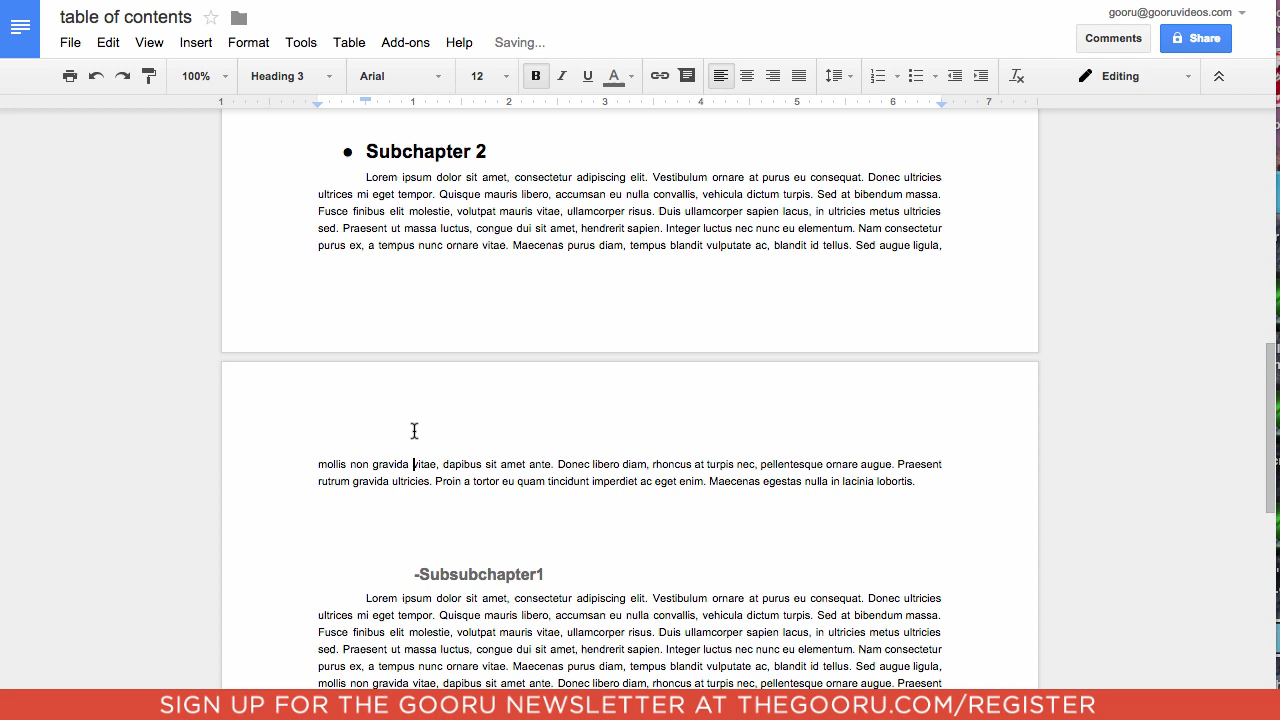 table of contents
gooru@gooruvideos.com
File Edit View Insert Format Tools Table Add-ons Help Saving...
Comments Share
100% Heading 3 Arial 12 B I U A Editing
1 1 2 3 4 5 6 7
● Subchapter 2
Lorem ipsum dolor sit amet, consectetur adipiscing elit. Vestibulum ornare at purus eu consequat. Donec ultricies
ultrices mi eget tempor. Quisque mauris libero, accumsan eu nulla convallis, vehicula dictum turpis. Sed at bibendum massa.
Fusce finibus elit molestie, volutpat mauris vitae, ullamcorper risus. Duis ullamcorper sapien lacus, in ultricies metus ultricies
sed. Praesent ut massa luctus, congue dui sit amet, hendrerit sapien. Integer luctus nec nunc eu elementum. Nam consectetur
purus ex, a tempus nunc ornare vitae. Maecenas purus diam, tempus blandit vulputate ac, blandit id tellus. Sed augue ligula,
mollis non gravida vitae, dapibus sit amet ante. Donec libero diam, rhoncus at turpis nec, pellentesque ornare augue. Praesent
rutrum gravida ultricies. Proin a tortor eu quam tincidunt imperdiet ac eget enim. Maecenas egestas nulla in lacinia lobortis.
-Subsubchapter1
Lorem ipsum dolor sit amet, consectetur adipiscing elit. Vestibulum ornare at purus eu consequat. Donec ultricies
ultrices mi eget tempor. Quisque mauris libero, accumsan eu nulla convallis, vehicula dictum turpis. Sed at bibendum massa.
Fusce finibus elit molestie, volutpat mauris vitae, ullamcorper risus. Duis ullamcorper sapien lacus, in ultricies metus ultricies
sed. Praesent ut massa luctus, congue dui sit amet, hendrerit sapien. Integer luctus nec nunc eu elementum. Nam consectetur
purus ex, a tempus nunc ornare vitae. Maecenas purus diam, tempus blandit vulputate ac, blandit id tellus. Sed augue ligula,
mollis non gravida vitae, dapibus sit amet ante. Donec libero diam, rhoncus at turpis nec, pellentesque ornare augue. Praesent
SIGN UP FOR THE GOORU NEWSLETTER AT THEGOORU.COM/REGISTER